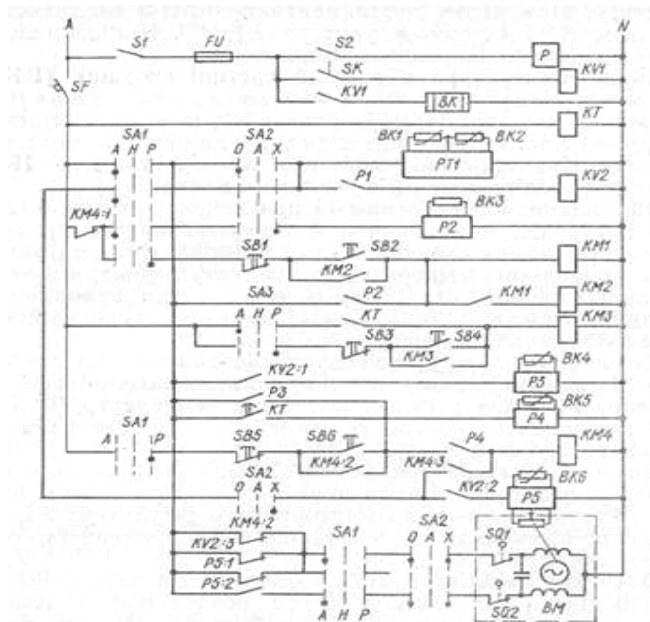 A N
S1 FU S2 P
SK KV1
SF KV1 BK
KT
SA1 SA2 BK1 BK2
А Н Р О А Х РТ1
P1 KV2
BK3
KM4-1 P2
SB1 SB2 KM1
KM2
P2 KM1 KM2
SA3
А Н Р KT KM3
SB3 SB4
KM3
KV2-1 BK4
P3 P5
KT BK5
P4
SA1
А Р SB5 SB6 P4 KM4
KM4-2 KM4-3
SA2 BK6
О А Х KV2-2 P5
KM4-2
KV2-3 SA1 SA2 SQ1
P5-1 О А Х
P5-2
А Н Р SQ2 BM